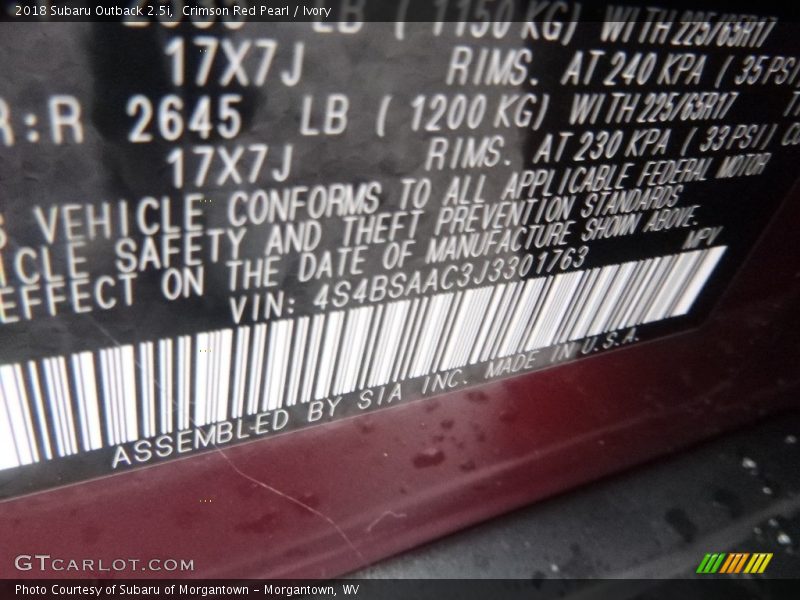 2018 Subaru Outback 2.5i, Crimson Red Pearl / Ivory
LB ( 1150 KG) WITH 225/65R17
17X7J RIMS. AT 240 KPA ( 35 PSI
R:R 2645 LB ( 1200 KG) WITH 225/65R17
17X7J RIMS. AT 230 KPA ( 33 PSI) CO
S VEHICLE CONFORMS TO ALL APPLICABLE FEDERAL MOTOR
ICLE SAFETY AND THEFT PREVENTION STANDARDS
EFFECT ON THE DATE OF MANUFACTURE SHOWN ABOVE.
VIN: 4S4BSAAC3J3301763 MPV
ASSEMBLED BY SIA INC. MADE IN U.S.A.
GTCARLOT.COM
Photo Courtesy of Subaru of Morgantown - Morgantown, WV